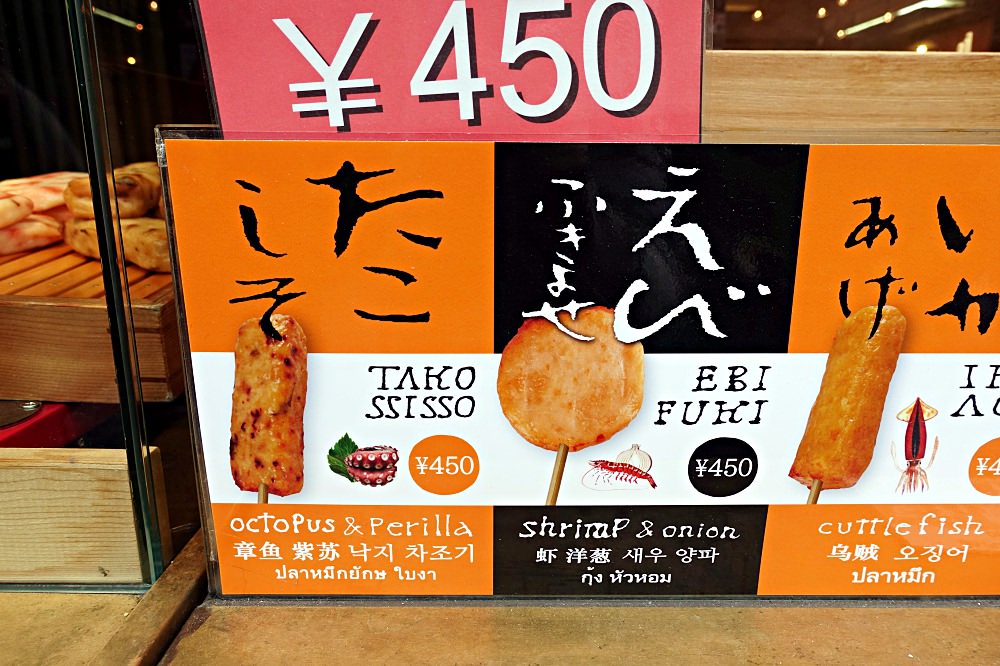 ¥450
たこ
しそ
TAKO
SSISSO
¥450
octopus & perilla
章鱼 紫苏 낙지 차조기
ปลาหมึกยักษ ใบงา
えび
ふきよせ
EBI
FUKI
¥450
shrimp & onion
虾 洋葱 새우 양파
กุ้ง หัวหอม
いか
あげ
cuttlefish
乌贼 오징어
ปลาหมึก